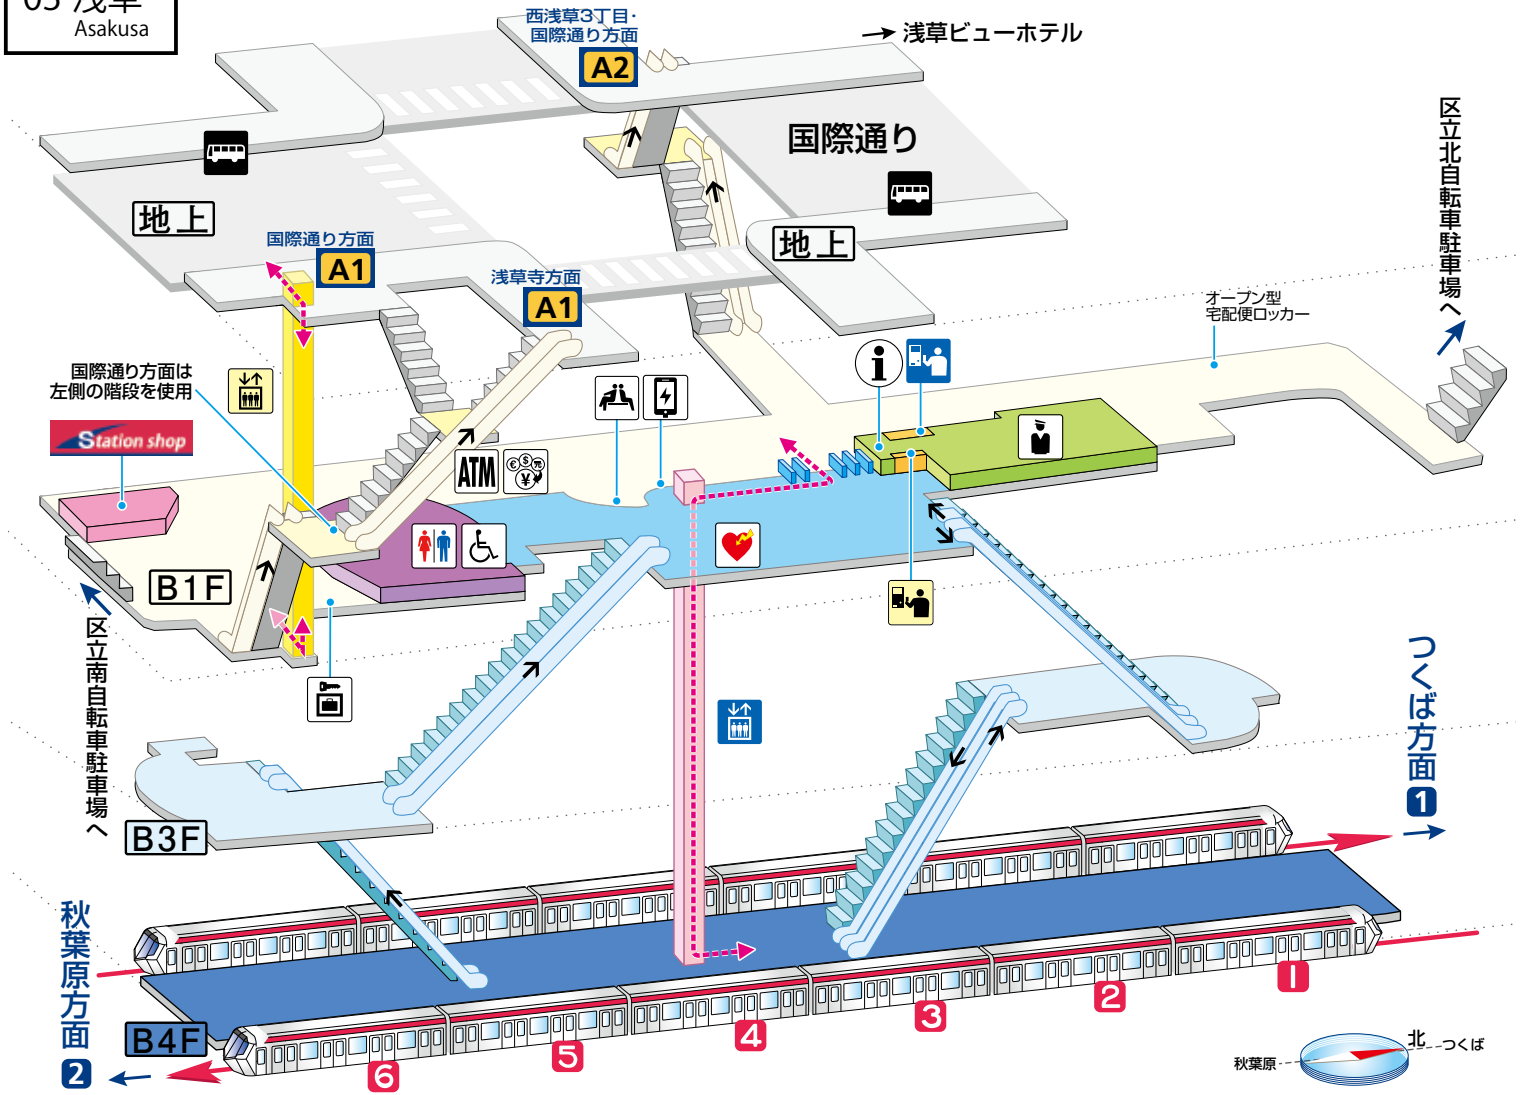 05 浅草
Asakusa
西浅草3丁目・
国際通り方面
A2
→ 浅草ビューホテル
国際通り
地上
国際通り方面
A1
浅草寺方面
A1
地上
区立北自転車駐車場へ
オープン型
宅配便ロッカー
国際通り方面は
左側の階段を使用
Station shop
ATM
B1F
区立南自転車駐車場へ
つくば方面
1
B3F
秋葉原方面
2
B4F
1
2
3
4
5
6
北
つくば
秋葉原